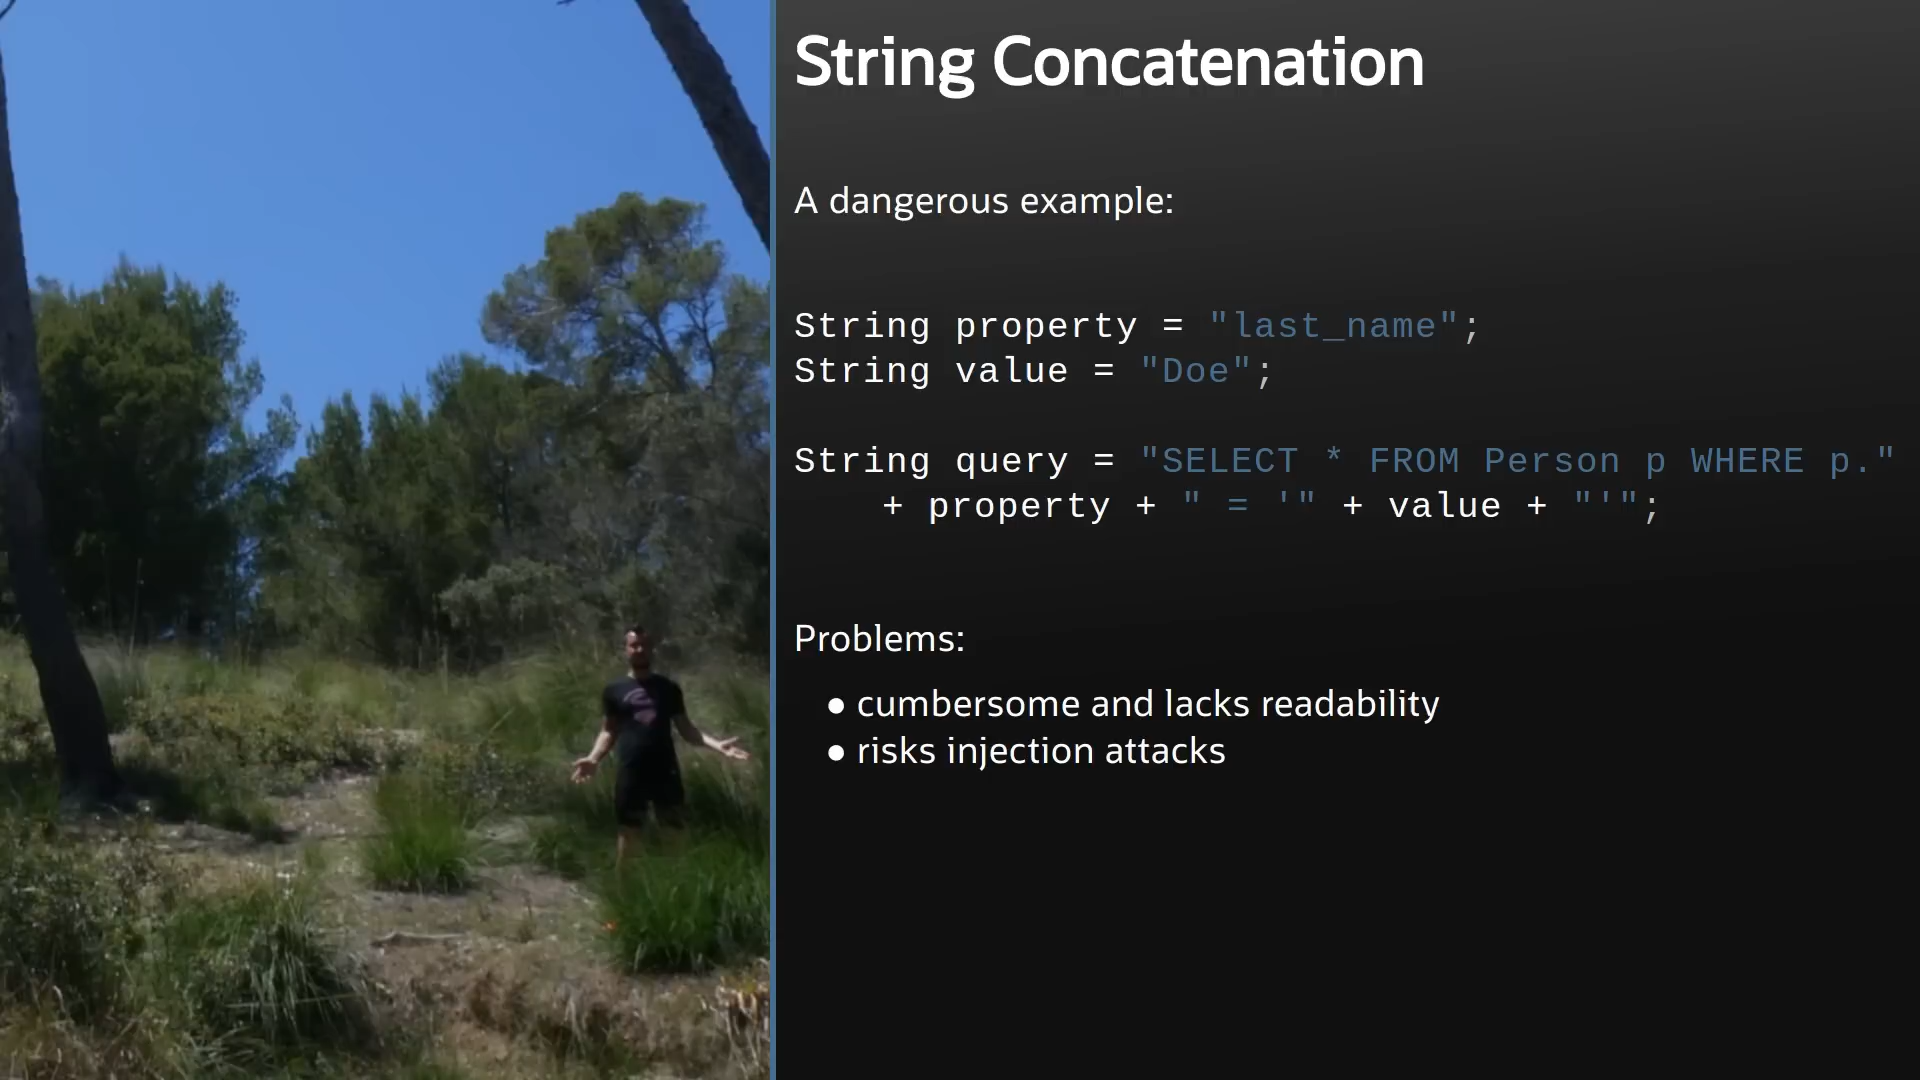 String Concatenation
A dangerous example:
String property = "last_name";
String value = "Doe";
String query = "SELECT * FROM Person p WHERE p."
+ property + " = '" + value + "'";
Problems:
● cumbersome and lacks readability
● risks injection attacks